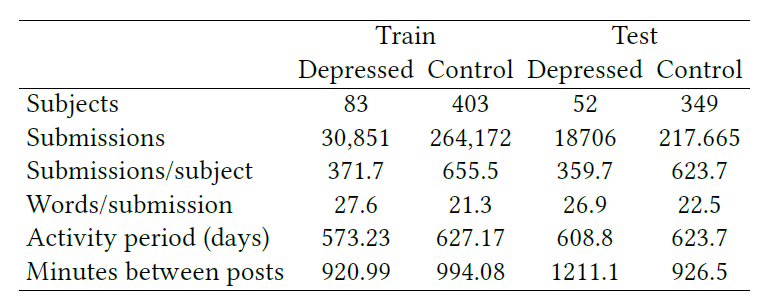 Train Test
Depressed Control Depressed Control
Subjects 83 403 52 349
Submissions 30,851 264,172 18706 217.665
Submissions/subject 371.7 655.5 359.7 623.7
Words/submission 27.6 21.3 26.9 22.5
Activity period (days) 573.23 627.17 608.8 623.7
Minutes between posts 920.99 994.08 1211.1 926.5